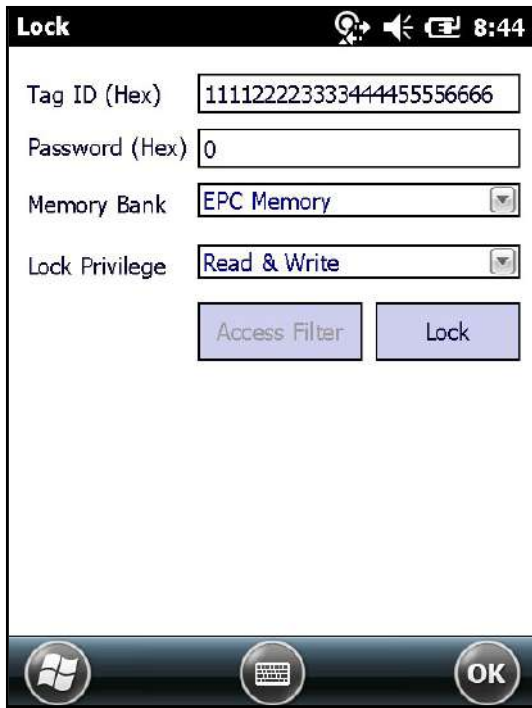 Lock 8:44
Tag ID (Hex) 111122223333444455556666
Password (Hex) 0
Memory Bank EPC Memory
Lock Privilege Read & Write
Access Filter Lock
OK